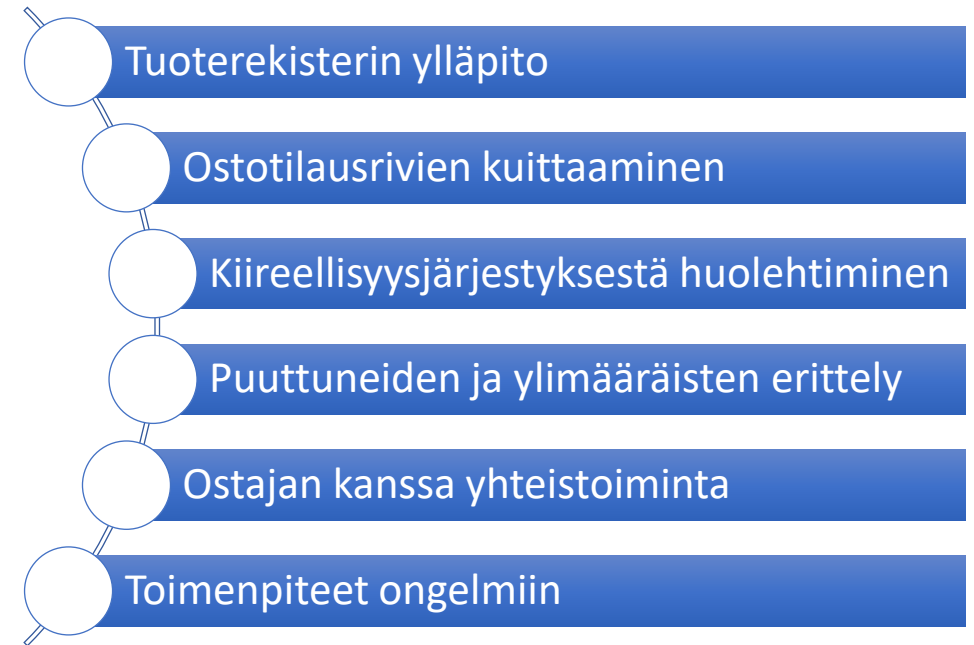 Tuoterekisterin ylläpito
Ostotilausrivien kuittaaminen
Kiireellisyysjärjestyksestä huolehtiminen
Puuttuneiden ja ylimääräisten erittely
Ostajan kanssa yhteistoiminta
Toimenpiteet ongelmiin